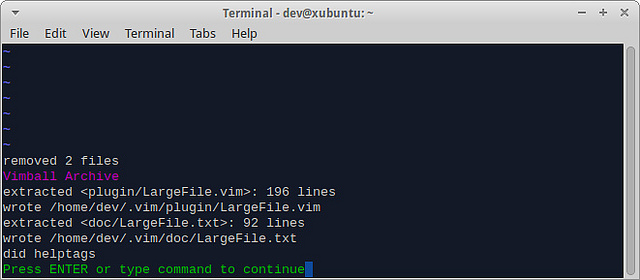 Terminal - dev@xubuntu: ~
File Edit View Terminal Tabs Help
~
~
~
~
~
~
~
removed 2 files
Vimball Archive
extracted <plugin/LargeFile.vim>: 196 lines
wrote /home/dev/.vim/plugin/LargeFile.vim
extracted <doc/LargeFile.txt>: 92 lines
wrote /home/dev/.vim/doc/LargeFile.txt
did helptags
Press ENTER or type command to continue